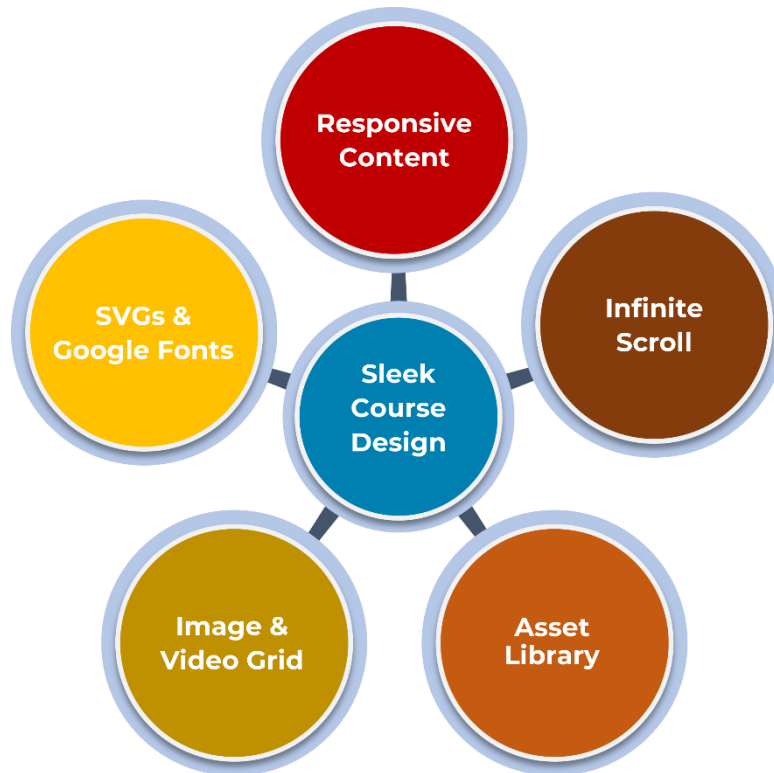 Responsive
Content
SVGs &
Google Fonts
Infinite
Scroll
Sleek
Course
Design
Image &
Video Grid
Asset
Library